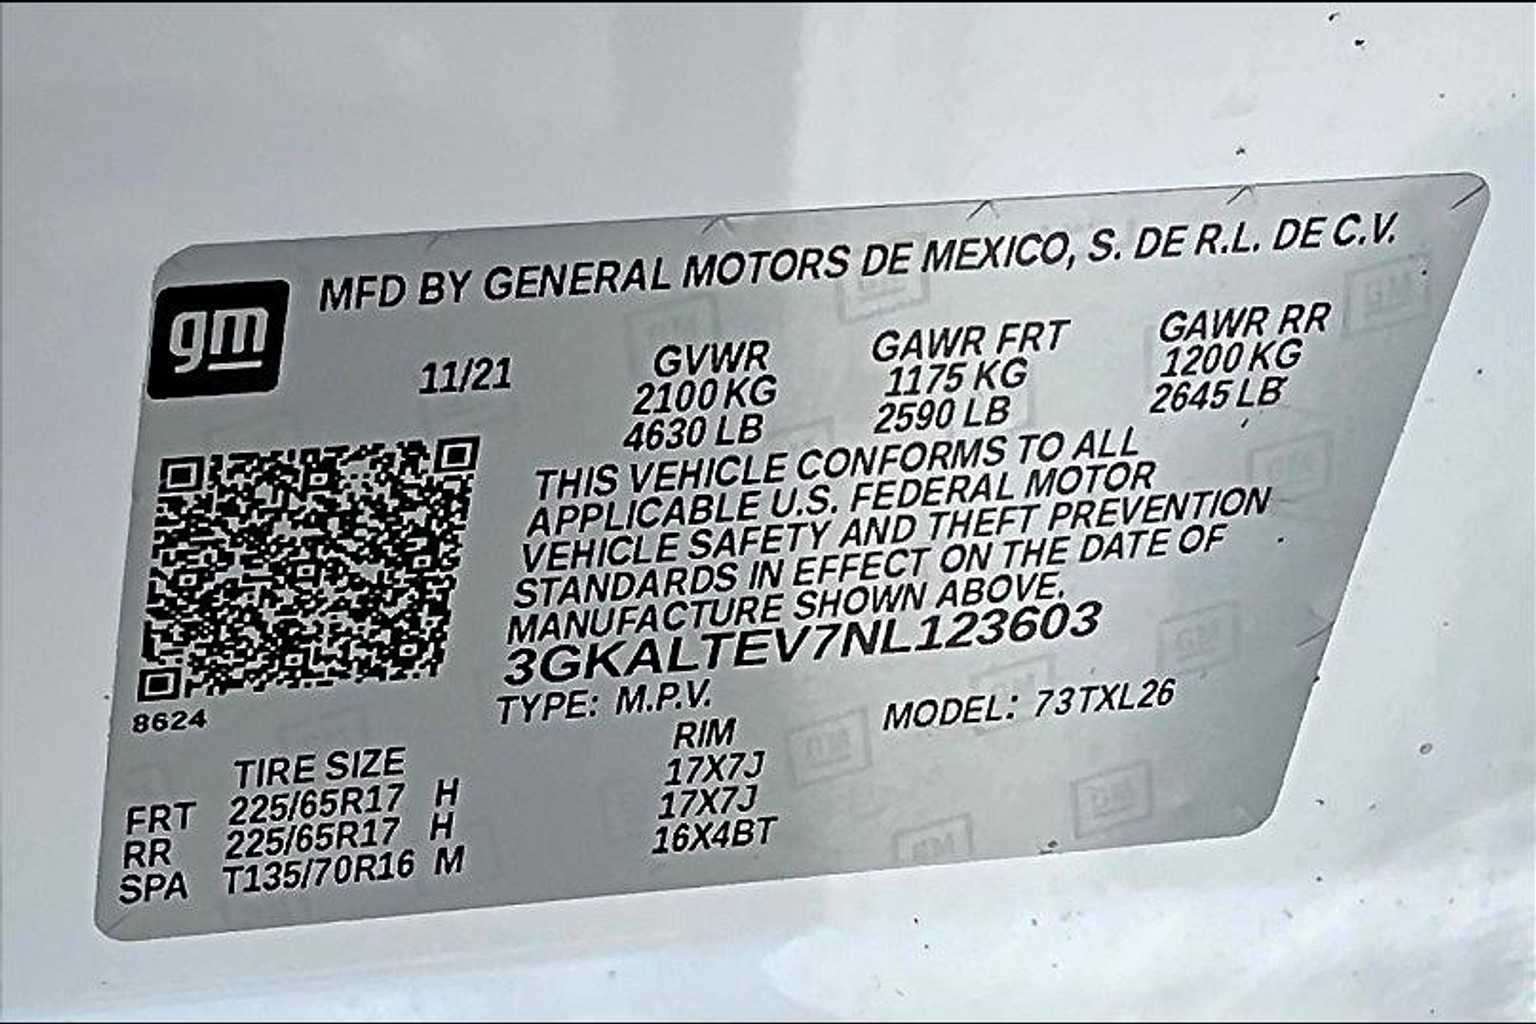 gm
MFD BY GENERAL MOTORS DE MEXICO, S. DE R.L. DE C.V.
11/21 GVWR GAWR FRT GAWR RR
2100 KG 1175 KG 1200 KG
4630 LB 2590 LB 2645 LB
THIS VEHICLE CONFORMS TO ALL
APPLICABLE U.S. FEDERAL MOTOR
VEHICLE SAFETY AND THEFT PREVENTION
STANDARDS IN EFFECT ON THE DATE OF
MANUFACTURE SHOWN ABOVE.
3GKALTEV7NL123603
TYPE: M.P.V. MODEL: 73TXL26
8624
TIRE SIZE RIM
FRT 225/65R17 H 17X7J
RR 225/65R17 H 17X7J
SPA T135/70R16 M 16X4BT